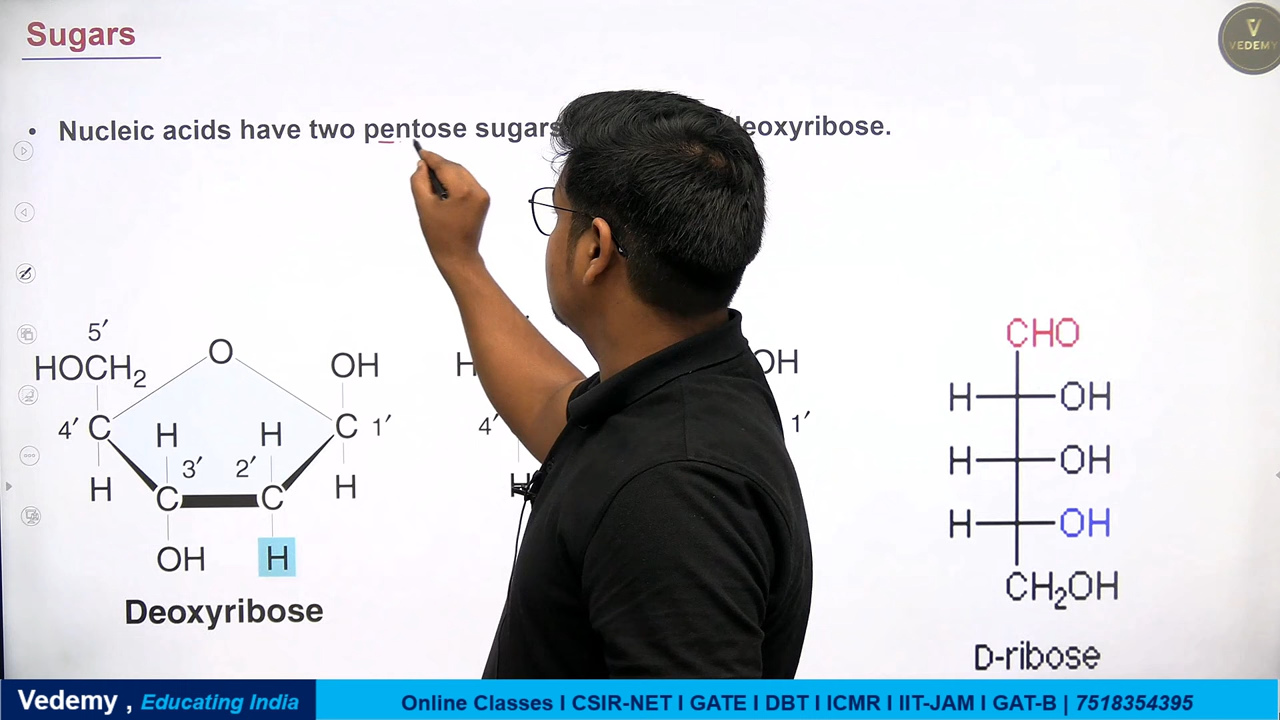 Sugars
VEDEMY
• Nucleic acids have two pentose sugars deoxyribose.
5′
HOCH2 O OH
4′ C H H C 1′
3′ 2′
H C C H
OH H
Deoxyribose
H OH
4′ 1′
H
CHO
H OH
H OH
H OH
CH2OH
D-ribose
Vedemy , Educating India
Online Classes I CSIR-NET I GATE I DBT I ICMR I IIT-JAM I GAT-B | 7518354395